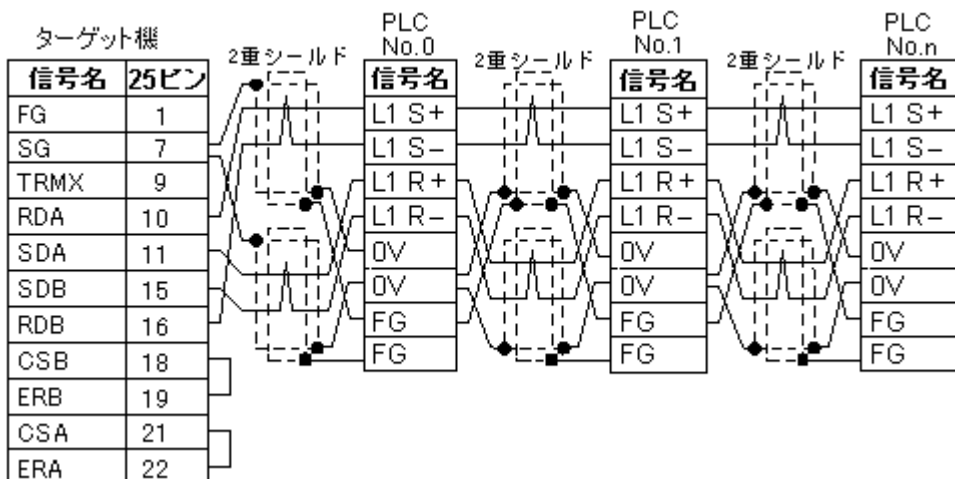 ターゲット機
信号名 25ピン
FG 1
SG 7
TRMX 9
RDA 10
SDA 11
SDB 15
RDB 16
CSB 18
ERB 19
CSA 21
ERA 22
2重シールド
PLC
No.0
信号名
L1 S+
L1 S-
L1 R+
L1 R-
0V
0V
FG
FG
2重シールド
PLC
No.1
信号名
L1 S+
L1 S-
L1 R+
L1 R-
0V
0V
FG
FG
2重シールド
PLC
No.n
信号名
L1 S+
L1 S-
L1 R+
L1 R-
0V
0V
FG
FG